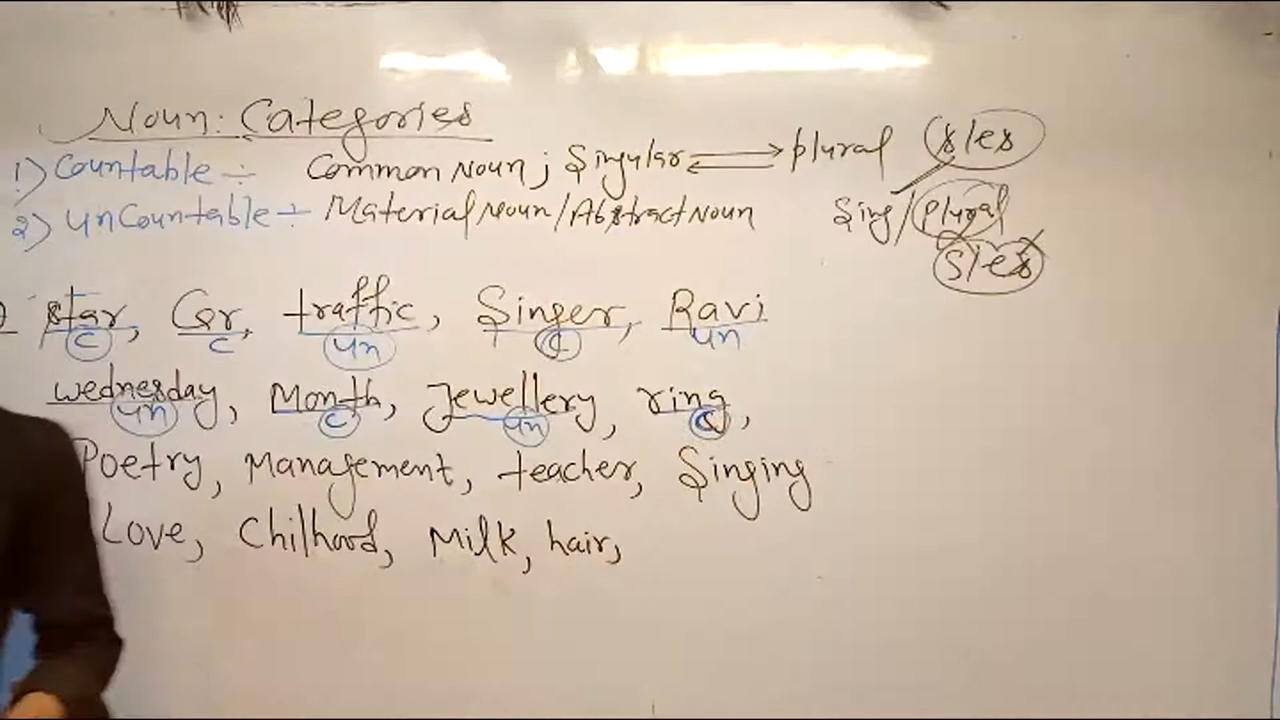 Noun: Categories
1) Countable :- Common Noun; Singular ⇌ plural (s/es)
2) unCountable :- Material Noun/Abstract Noun Sing/plural
s/es
star, Car, traffic, Singer, Ravi
C C un C un
wednesday, Month, Jewellery, ring,
un C un C
Poetry, Management, teacher, Singing
Love, Chilhood, Milk, hair,